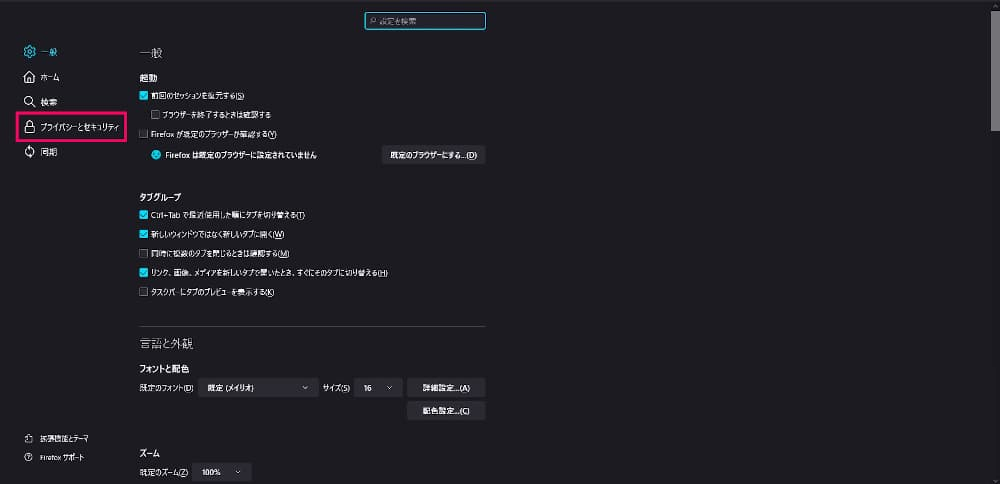 設定を検索
一般
ホーム
検索
プライバシーとセキュリティ
同期
拡張機能とテーマ
Firefox サポート
一般
起動
前回のセッションを復元する(S)
ブラウザーを終了するときは確認する
Firefox が既定のブラウザーか確認する(Y)
Firefox は既定のブラウザーに設定されていません
既定のブラウザーにする...(D)
タブグループ
Ctrl+Tab で最近使用した順にタブを切り替える(T)
新しいウィンドウではなく新しいタブに開く(W)
同時に複数のタブを閉じるときは確認する(M)
リンク、画像、メディアを新しいタブで開いたとき、すぐにそのタブに切り替える(H)
タスクバーにタブのプレビューを表示する(K)
言語と外観
フォントと配色
既定のフォント(D) 既定 (メイリオ) サイズ(S) 16 詳細設定...(A)
配色設定...(C)
ズーム
既定のズーム(Z) 100%